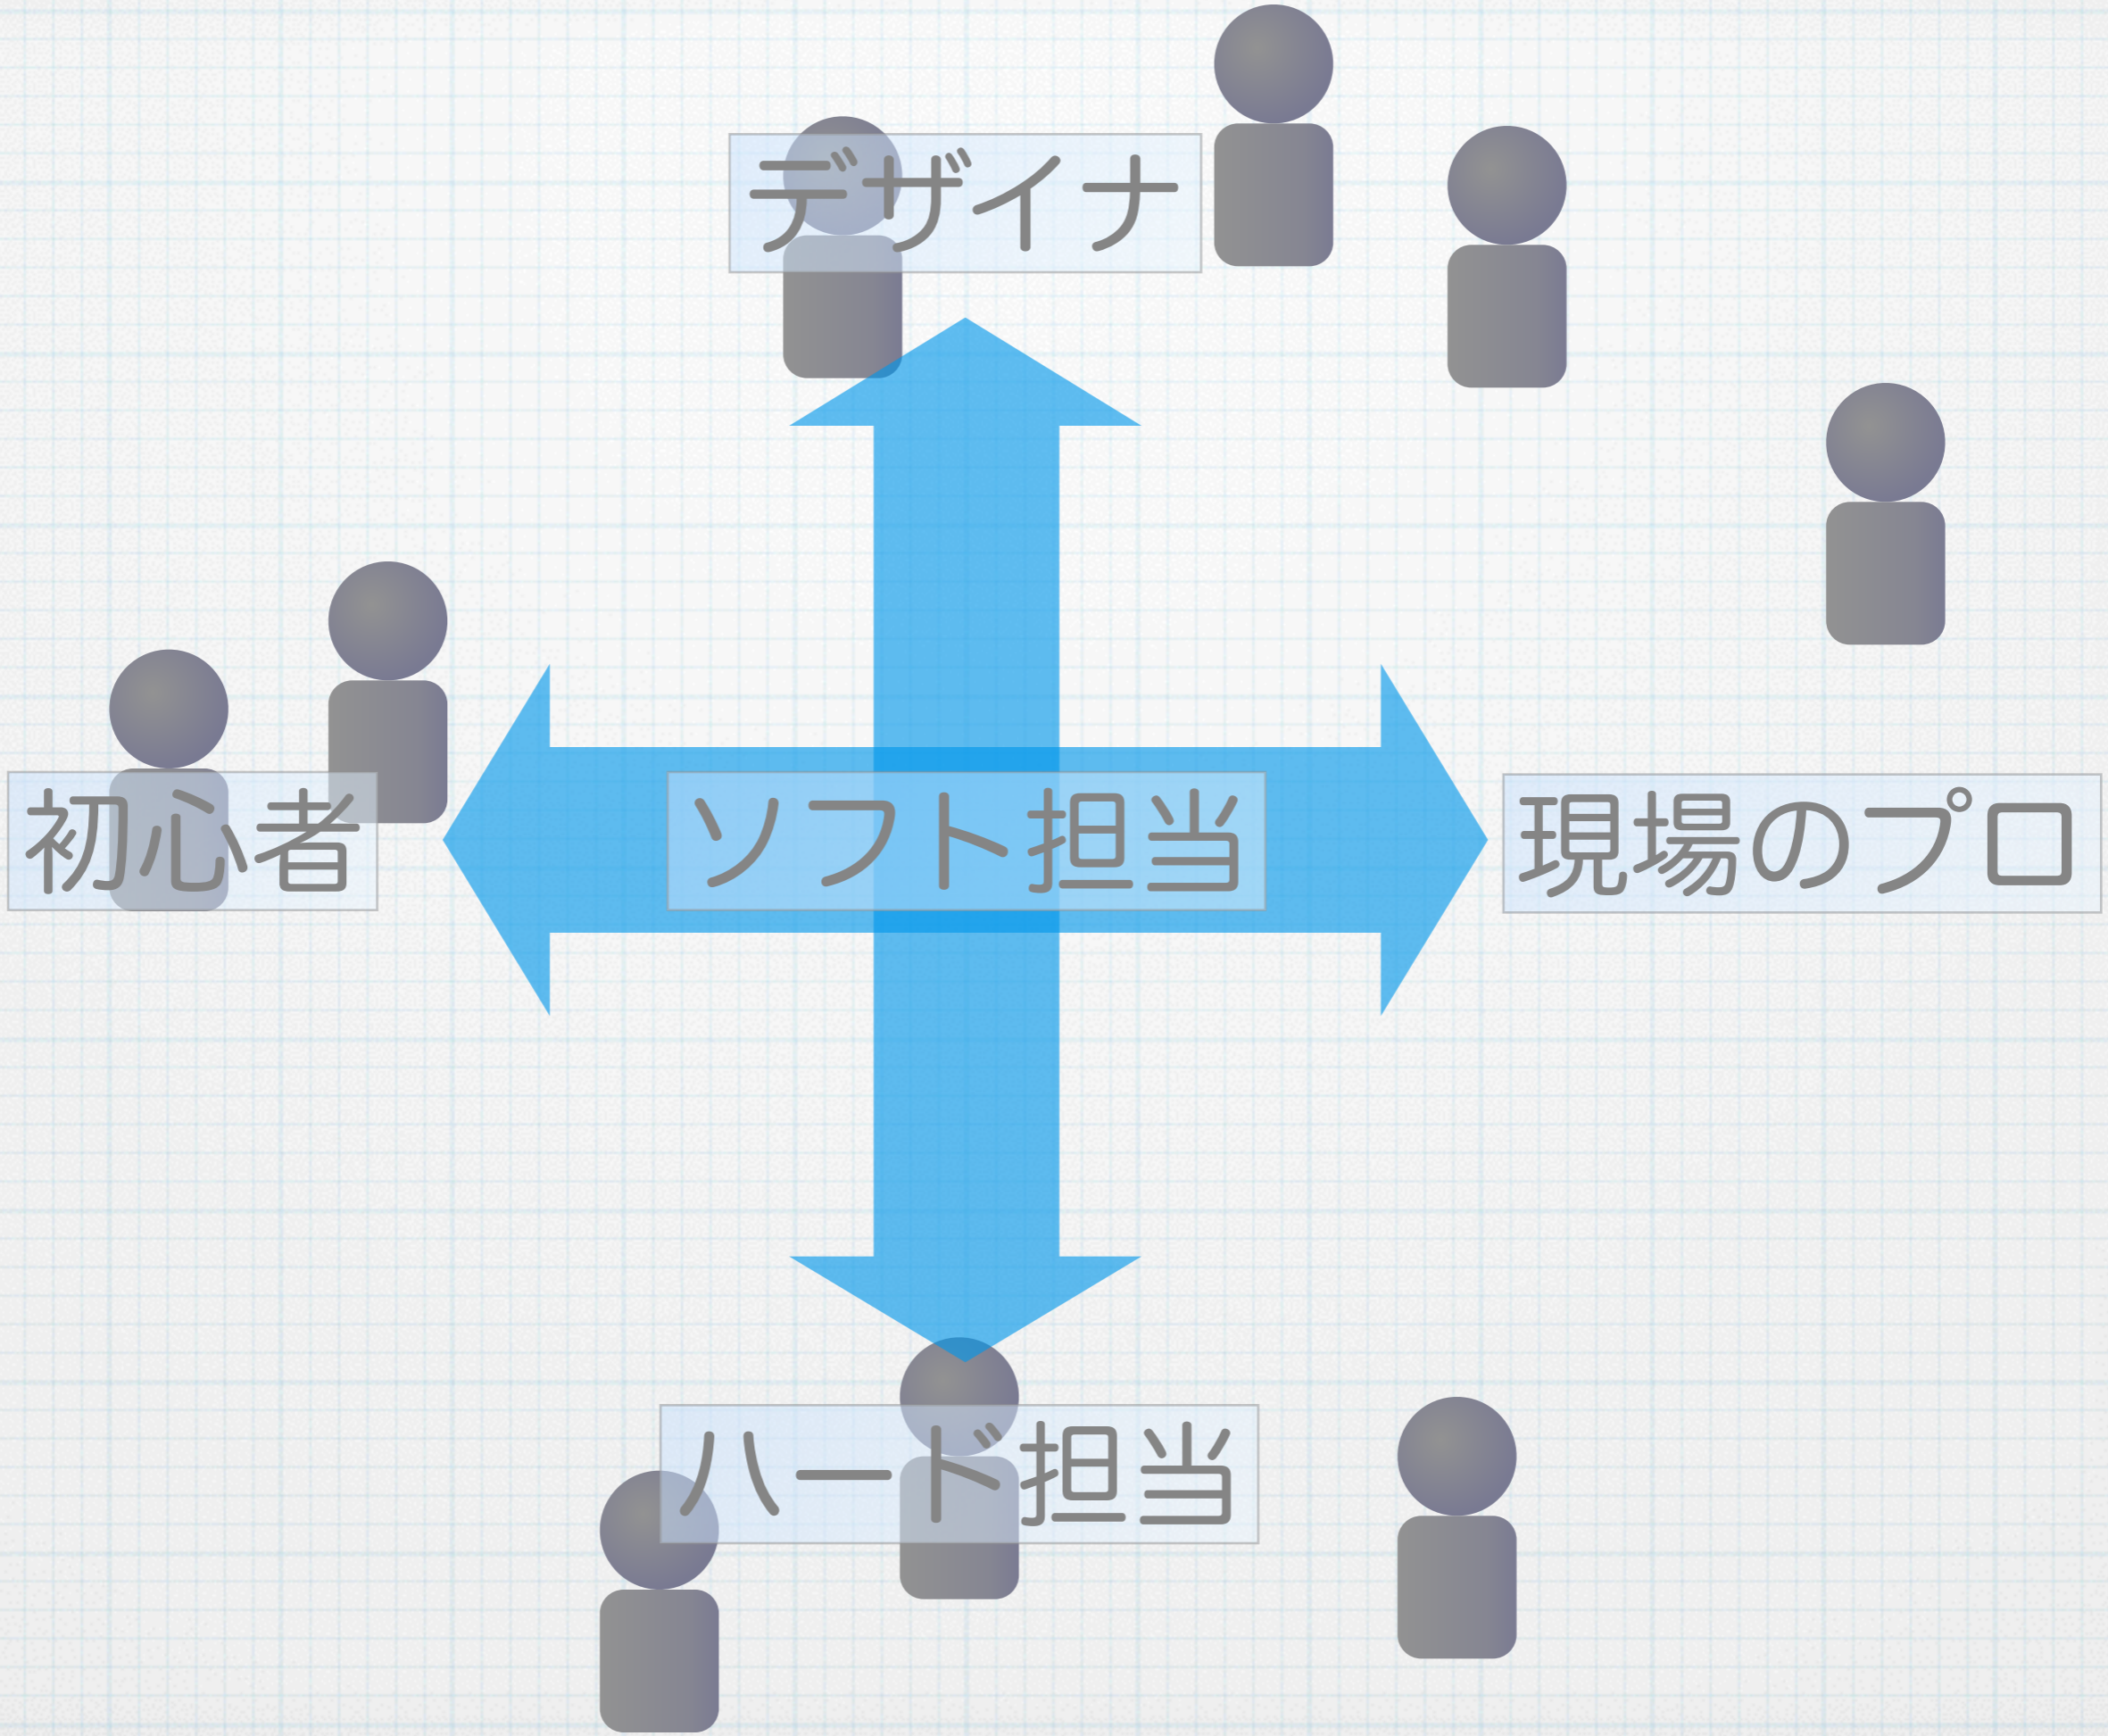 デザイナ
初心者
ソフト担当
現場のプロ
ハード担当